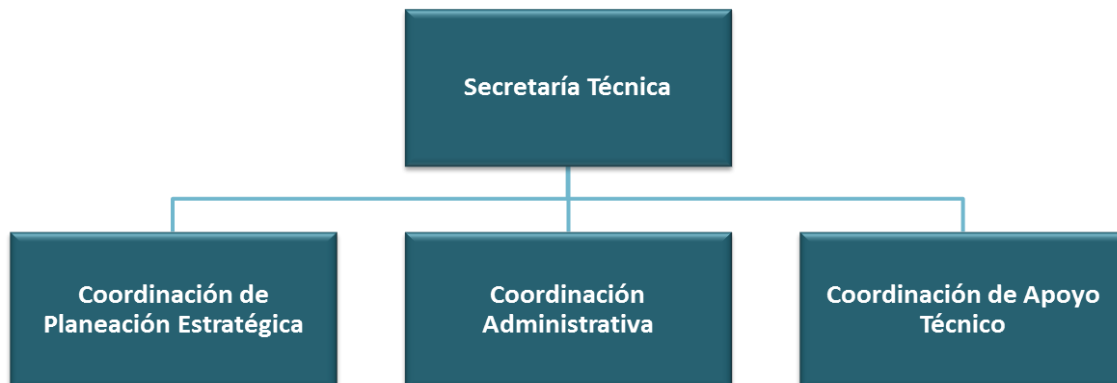 Secretaría Técnica
Coordinación de
Planeación Estratégica
Coordinación
Administrativa
Coordinación de Apoyo
Técnico